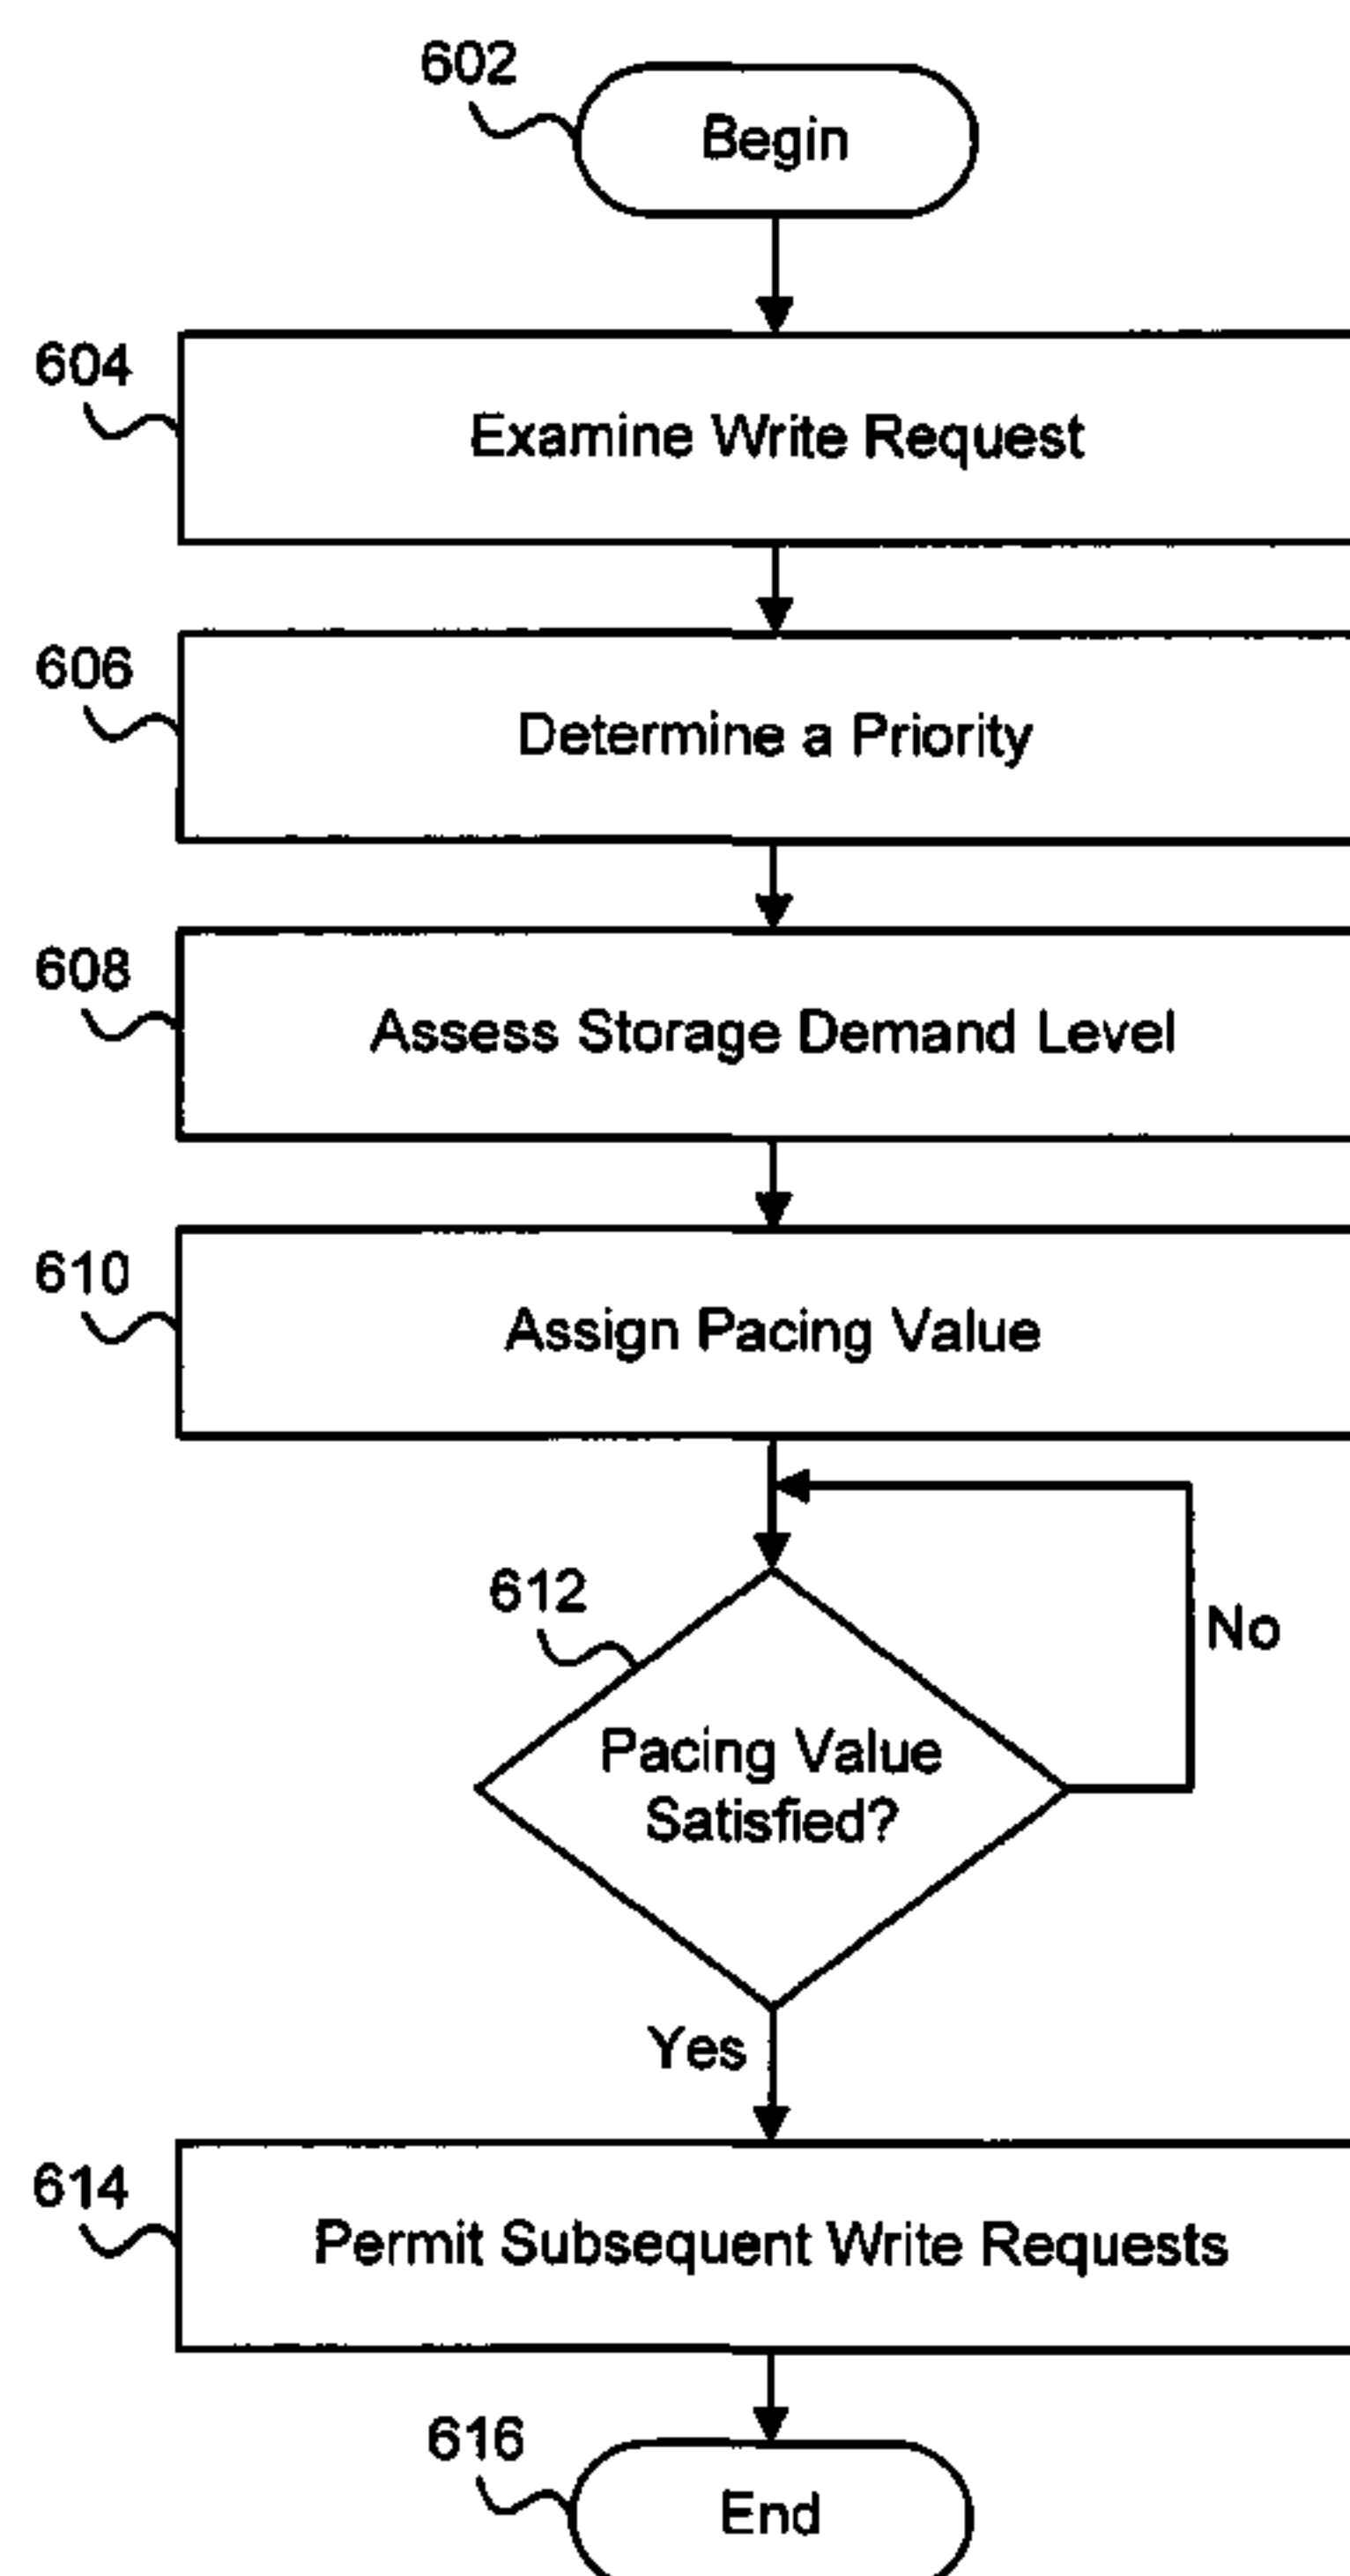 602
Begin
604
Examine Write Request
606
Determine a Priority
608
Assess Storage Demand Level
610
Assign Pacing Value
612
No
Pacing Value
Satisfied?
Yes
614
Permit Subsequent Write Requests
616
End